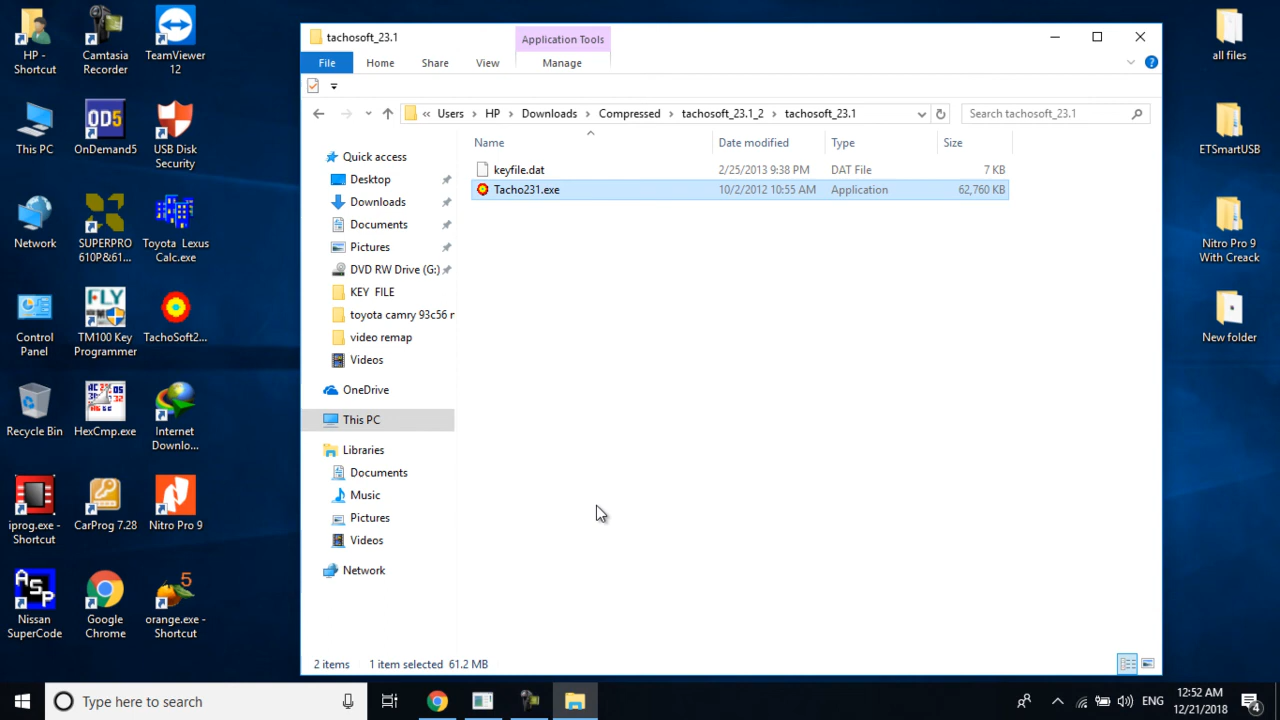 HP -
Shortcut
Camtasia
Recorder
TeamViewer
12
This PC
OnDemand5
USB Disk
Security
Network
SUPERPRO
610P&61...
Toyota Lexus
Calc.exe
Control
Panel
TM100 Key
Programmer
TachoSoft2...
Recycle Bin
HexCmp.exe
Internet
Downlo...
iprog.exe -
Shortcut
CarProg 7.28
Nitro Pro 9
Nissan
SuperCode
Google
Chrome
orange.exe -
Shortcut
OD5
FLY
ASP
5
tachosoft_23.1
Application Tools
File
Home
Share
View
Manage
« Users > HP > Downloads > Compressed > tachosoft_23.1_2 > tachosoft_23.1
Search tachosoft_23.1
Name
Date modified
Type
Size
keyfile.dat
2/25/2013 9:38 PM
DAT File
7 KB
Tacho231.exe
10/2/2012 10:55 AM
Application
62,760 KB
Quick access
Desktop
Downloads
Documents
Pictures
DVD RW Drive (G:)
KEY FILE
toyota camry 93c56 r
video remap
Videos
OneDrive
This PC
Libraries
Documents
Music
Pictures
Videos
Network
2 items
1 item selected 61.2 MB
all files
ETSmartUSB
Nitro Pro 9
With Creack
New folder
Type here to search
ENG
12:52 AM
12/21/2018
4